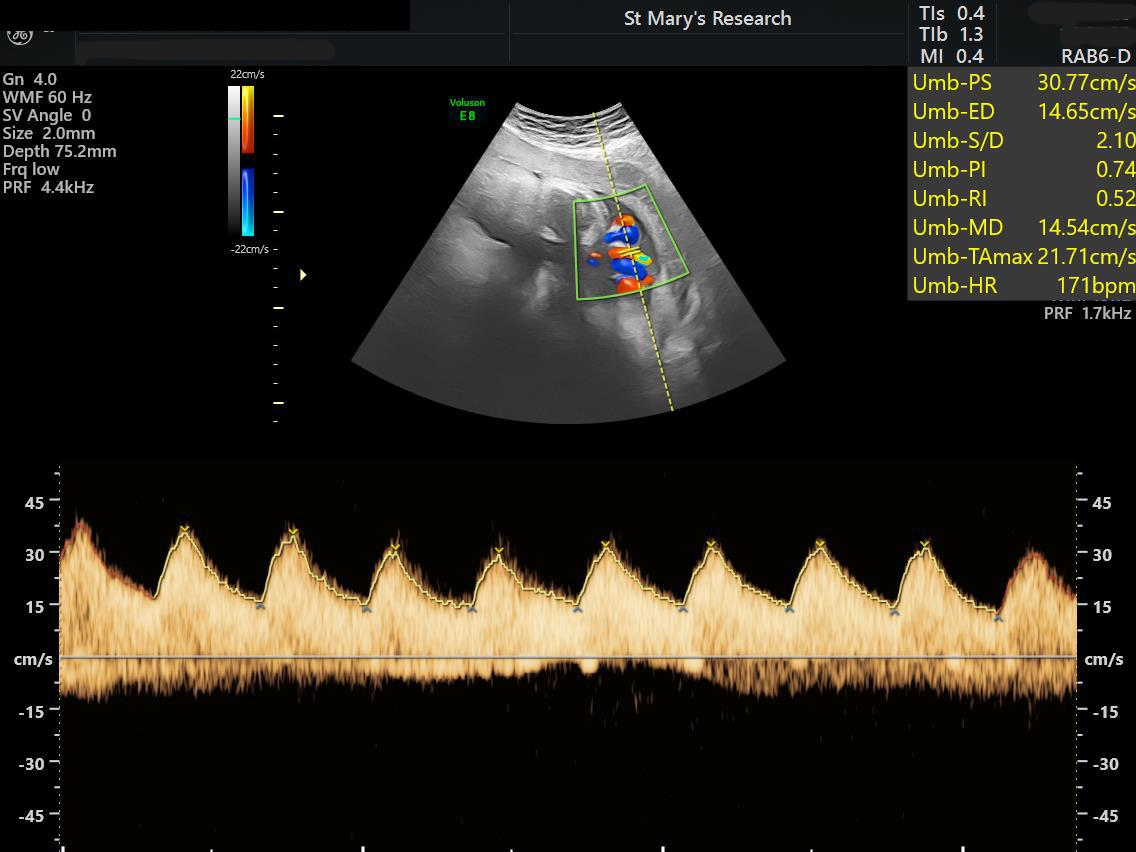 St Mary's Research
TIs 0.4
TIb 1.3
MI 0.4
RAB6-D
Gn 4.0
WMF 60 Hz
SV Angle 0
Size 2.0mm
Depth 75.2mm
Frq low
PRF 4.4kHz
22cm/s
-22cm/s
Voluson
E8
Umb-PS 30.77cm/s
Umb-ED 14.65cm/s
Umb-S/D 2.10
Umb-PI 0.74
Umb-RI 0.52
Umb-MD 14.54cm/s
Umb-TAmax 21.71cm/s
Umb-HR 171bpm
PRF 1.7kHz
45 45
30 30
15 15
cm/s cm/s
-15 -15
-30 -30
-45 -45